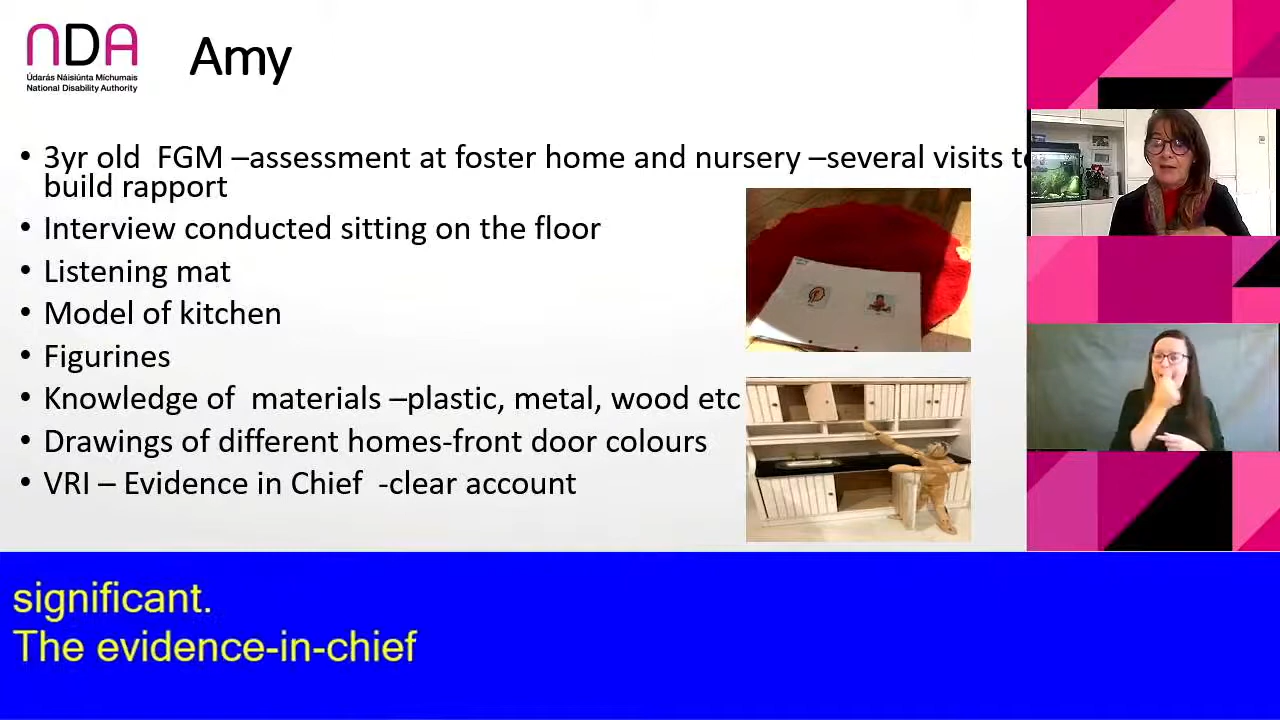 nDA
Údarás Náisiúnta Míchumais
National Disability Authority
Amy
• 3yr old FGM –assessment at foster home and nursery –several visits to
build rapport
• Interview conducted sitting on the floor
• Listening mat
• Model of kitchen
• Figurines
• Knowledge of materials –plastic, metal, wood etc
• Drawings of different homes-front door colours
• VRI – Evidence in Chief -clear account
significant.
The evidence-in-chief